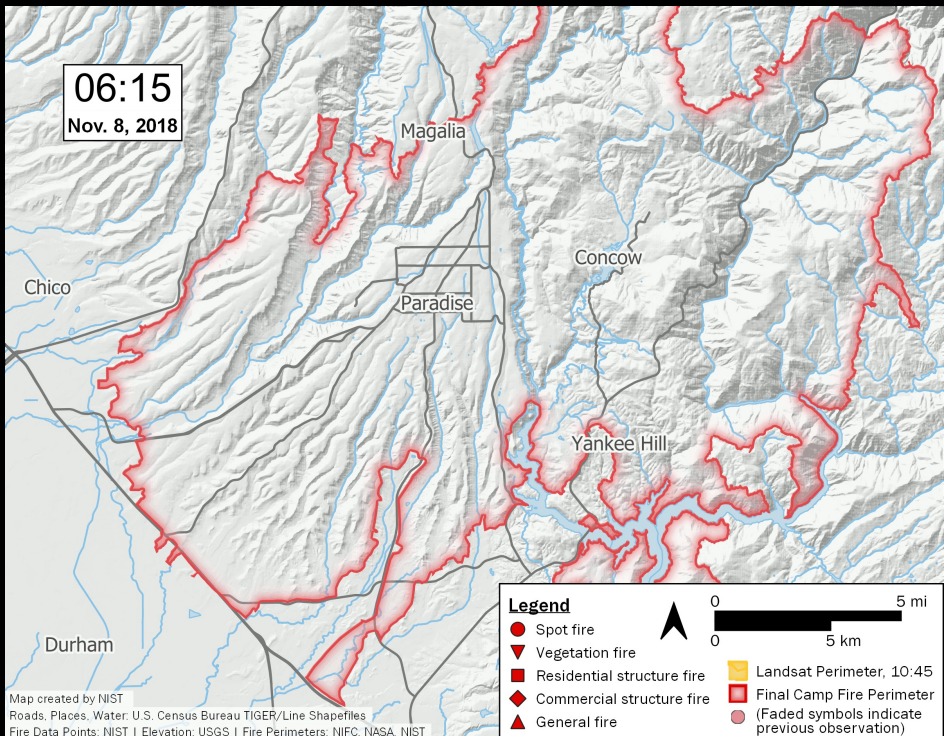 06:15
Nov. 8, 2018
Magalia
Concow
Chico
Paradise
Yankee Hill
Durham
Legend
Spot fire
Vegetation fire
Residential structure fire
Commercial structure fire
General fire
0 5 mi
0 5 km
Landsat Perimeter, 10:45
Final Camp Fire Perimeter
(Faded symbols indicate
previous observation)
Map created by NIST
Roads, Places, Water: U.S. Census Bureau TIGER/Line Shapefiles
Fire Data Points: NIST | Elevation: USGS | Fire Perimeters: NIFC, NASA, NIST